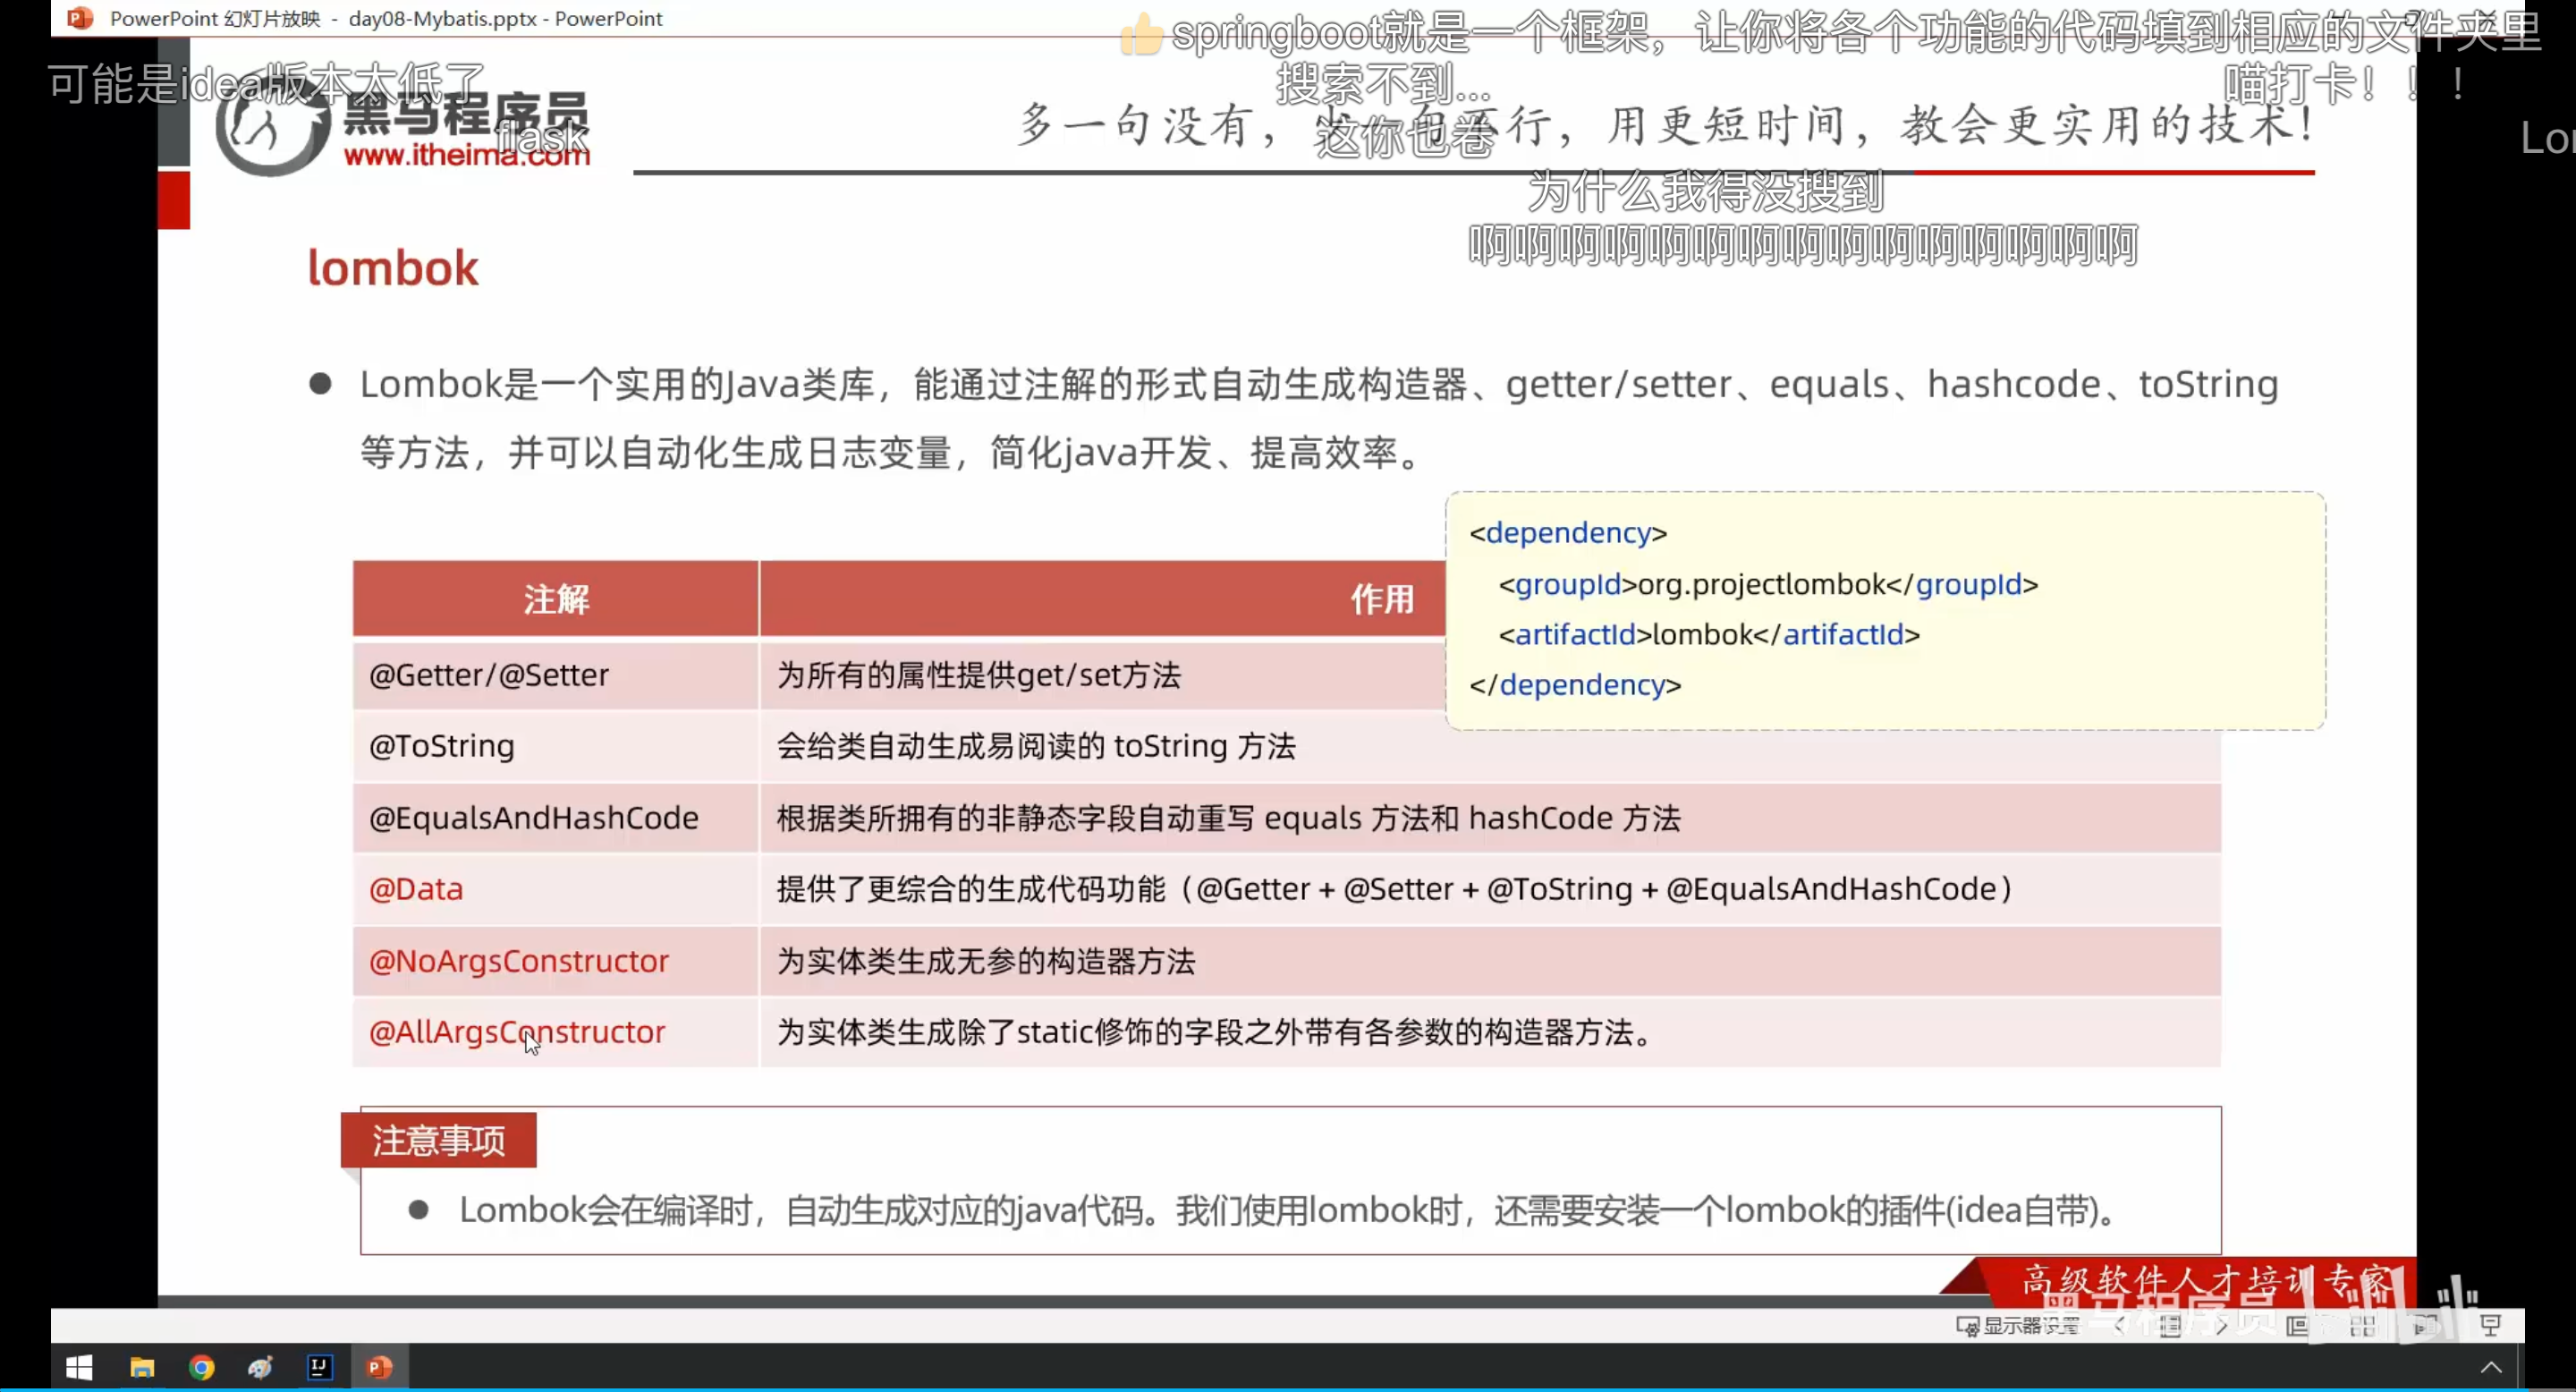 PowerPoint 幻灯片放映 - day08-Mybatis.pptx - PowerPoint
springboot就是一个框架，让你将各个功能的代码填到相应的文件夹里
可能是idea版本太低了
搜索不到...
喵打卡！！！
黑马程序员
flask
www.itheima.com
多一句没有，少一句不行，用更短时间，教会更实用的技术！
这你也卷
Lo
为什么我得没搜到
啊啊啊啊啊啊啊啊啊啊啊啊啊啊啊
lombok
Lombok是一个实用的Java类库，能通过注解的形式自动生成构造器、getter/setter、equals、hashcode、toString
等方法，并可以自动化生成日志变量，简化java开发、提高效率。
<dependency>
<groupId>org.projectlombok</groupId>
<artifactId>lombok</artifactId>
</dependency>
注解 作用
@Getter/@Setter 为所有的属性提供get/set方法
@ToString 会给类自动生成易阅读的 toString 方法
@EqualsAndHashCode 根据类所拥有的非静态字段自动重写 equals 方法和 hashCode 方法
@Data 提供了更综合的生成代码功能（@Getter + @Setter + @ToString + @EqualsAndHashCode）
@NoArgsConstructor 为实体类生成无参的构造器方法
@AllArgsConstructor 为实体类生成除了static修饰的字段之外带有各参数的构造器方法。
注意事项
Lombok会在编译时，自动生成对应的java代码。我们使用lombok时，还需要安装一个lombok的插件(idea自带)。
高级软件人才培训专家
黑马程序员
显示器设置